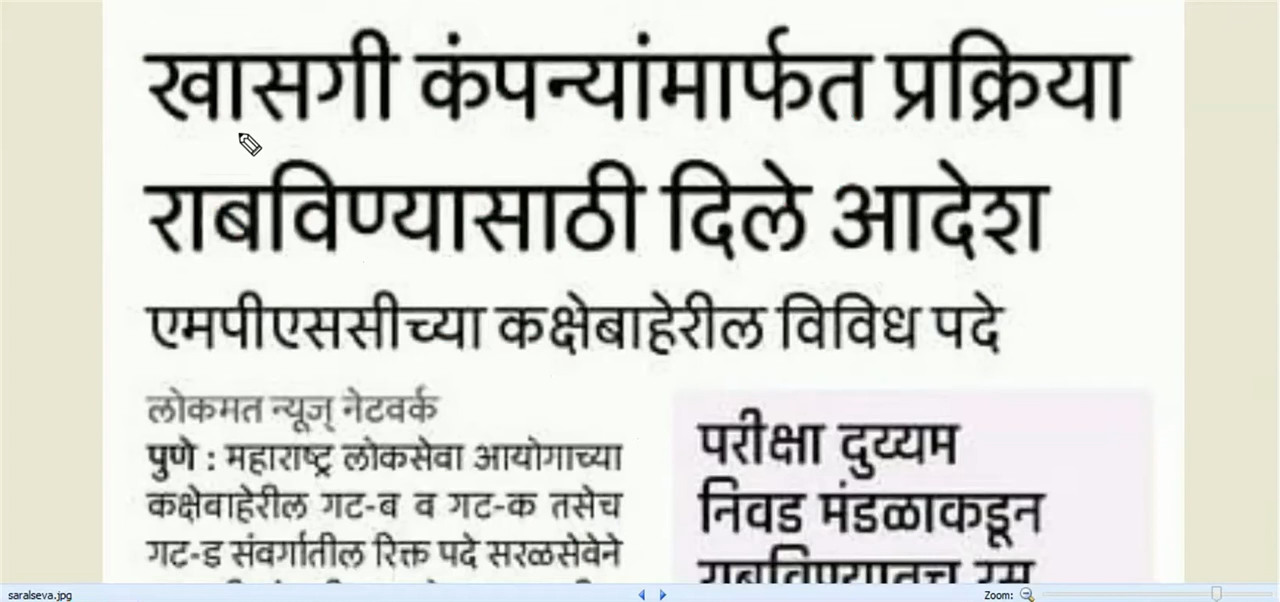 खासगी कंपन्यांमार्फत प्रक्रिया
राबविण्यासाठी दिले आदेश
एमपीएससीच्या कक्षेबाहेरील विविध पदे
लोकमत न्यूज् नेटवर्क
पुणे : महाराष्ट्र लोकसेवा आयोगाच्या
कक्षेवाहेरील गट-ब व गट-क तसेच
गट-ड संवर्गातील रिक्त पदे सरळसेवेने
परीक्षा दुय्यम
निवड मंडळाकडून
saralseva.jpg
Zoom: